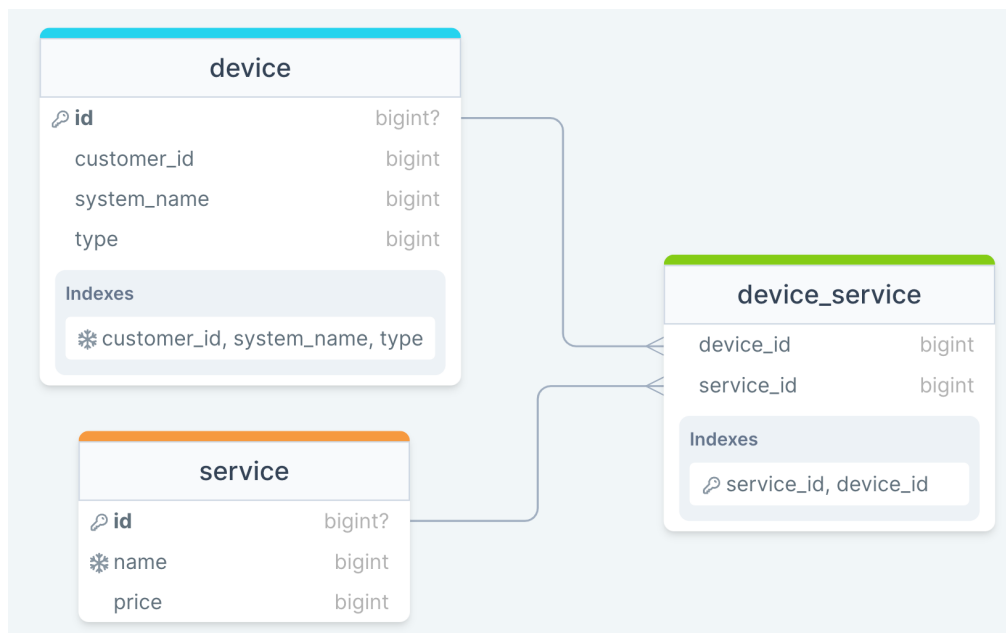 device
id bigint?
customer_id bigint
system_name bigint
type bigint
Indexes
customer_id, system_name, type
device_service
device_id bigint
service_id bigint
Indexes
service_id, device_id
service
id bigint?
name bigint
price bigint